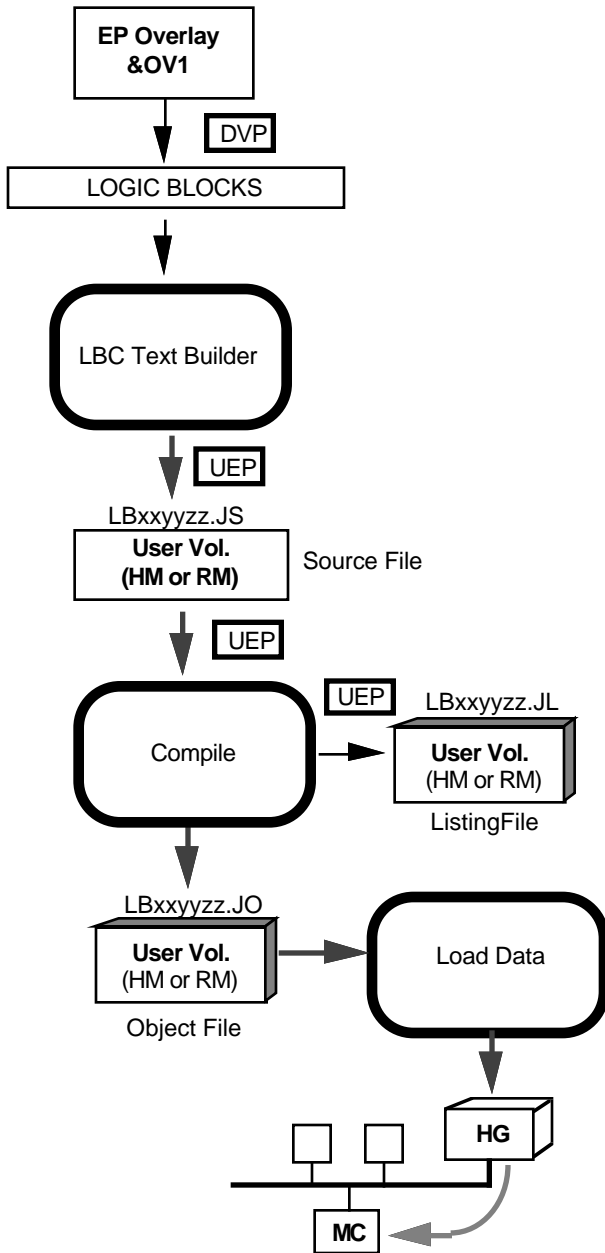 EP Overlay
&OV1
DVP
LOGIC BLOCKS
LBC Text Builder
UEP
LBxxyyzz.JS
User Vol.
(HM or RM)
Source File
UEP
UEP
LBxxyyzz.JL
Compile
User Vol.
(HM or RM)
ListingFile
LBxxyyzz.JO
User Vol.
(HM or RM)
Object File
Load Data
HG
MC